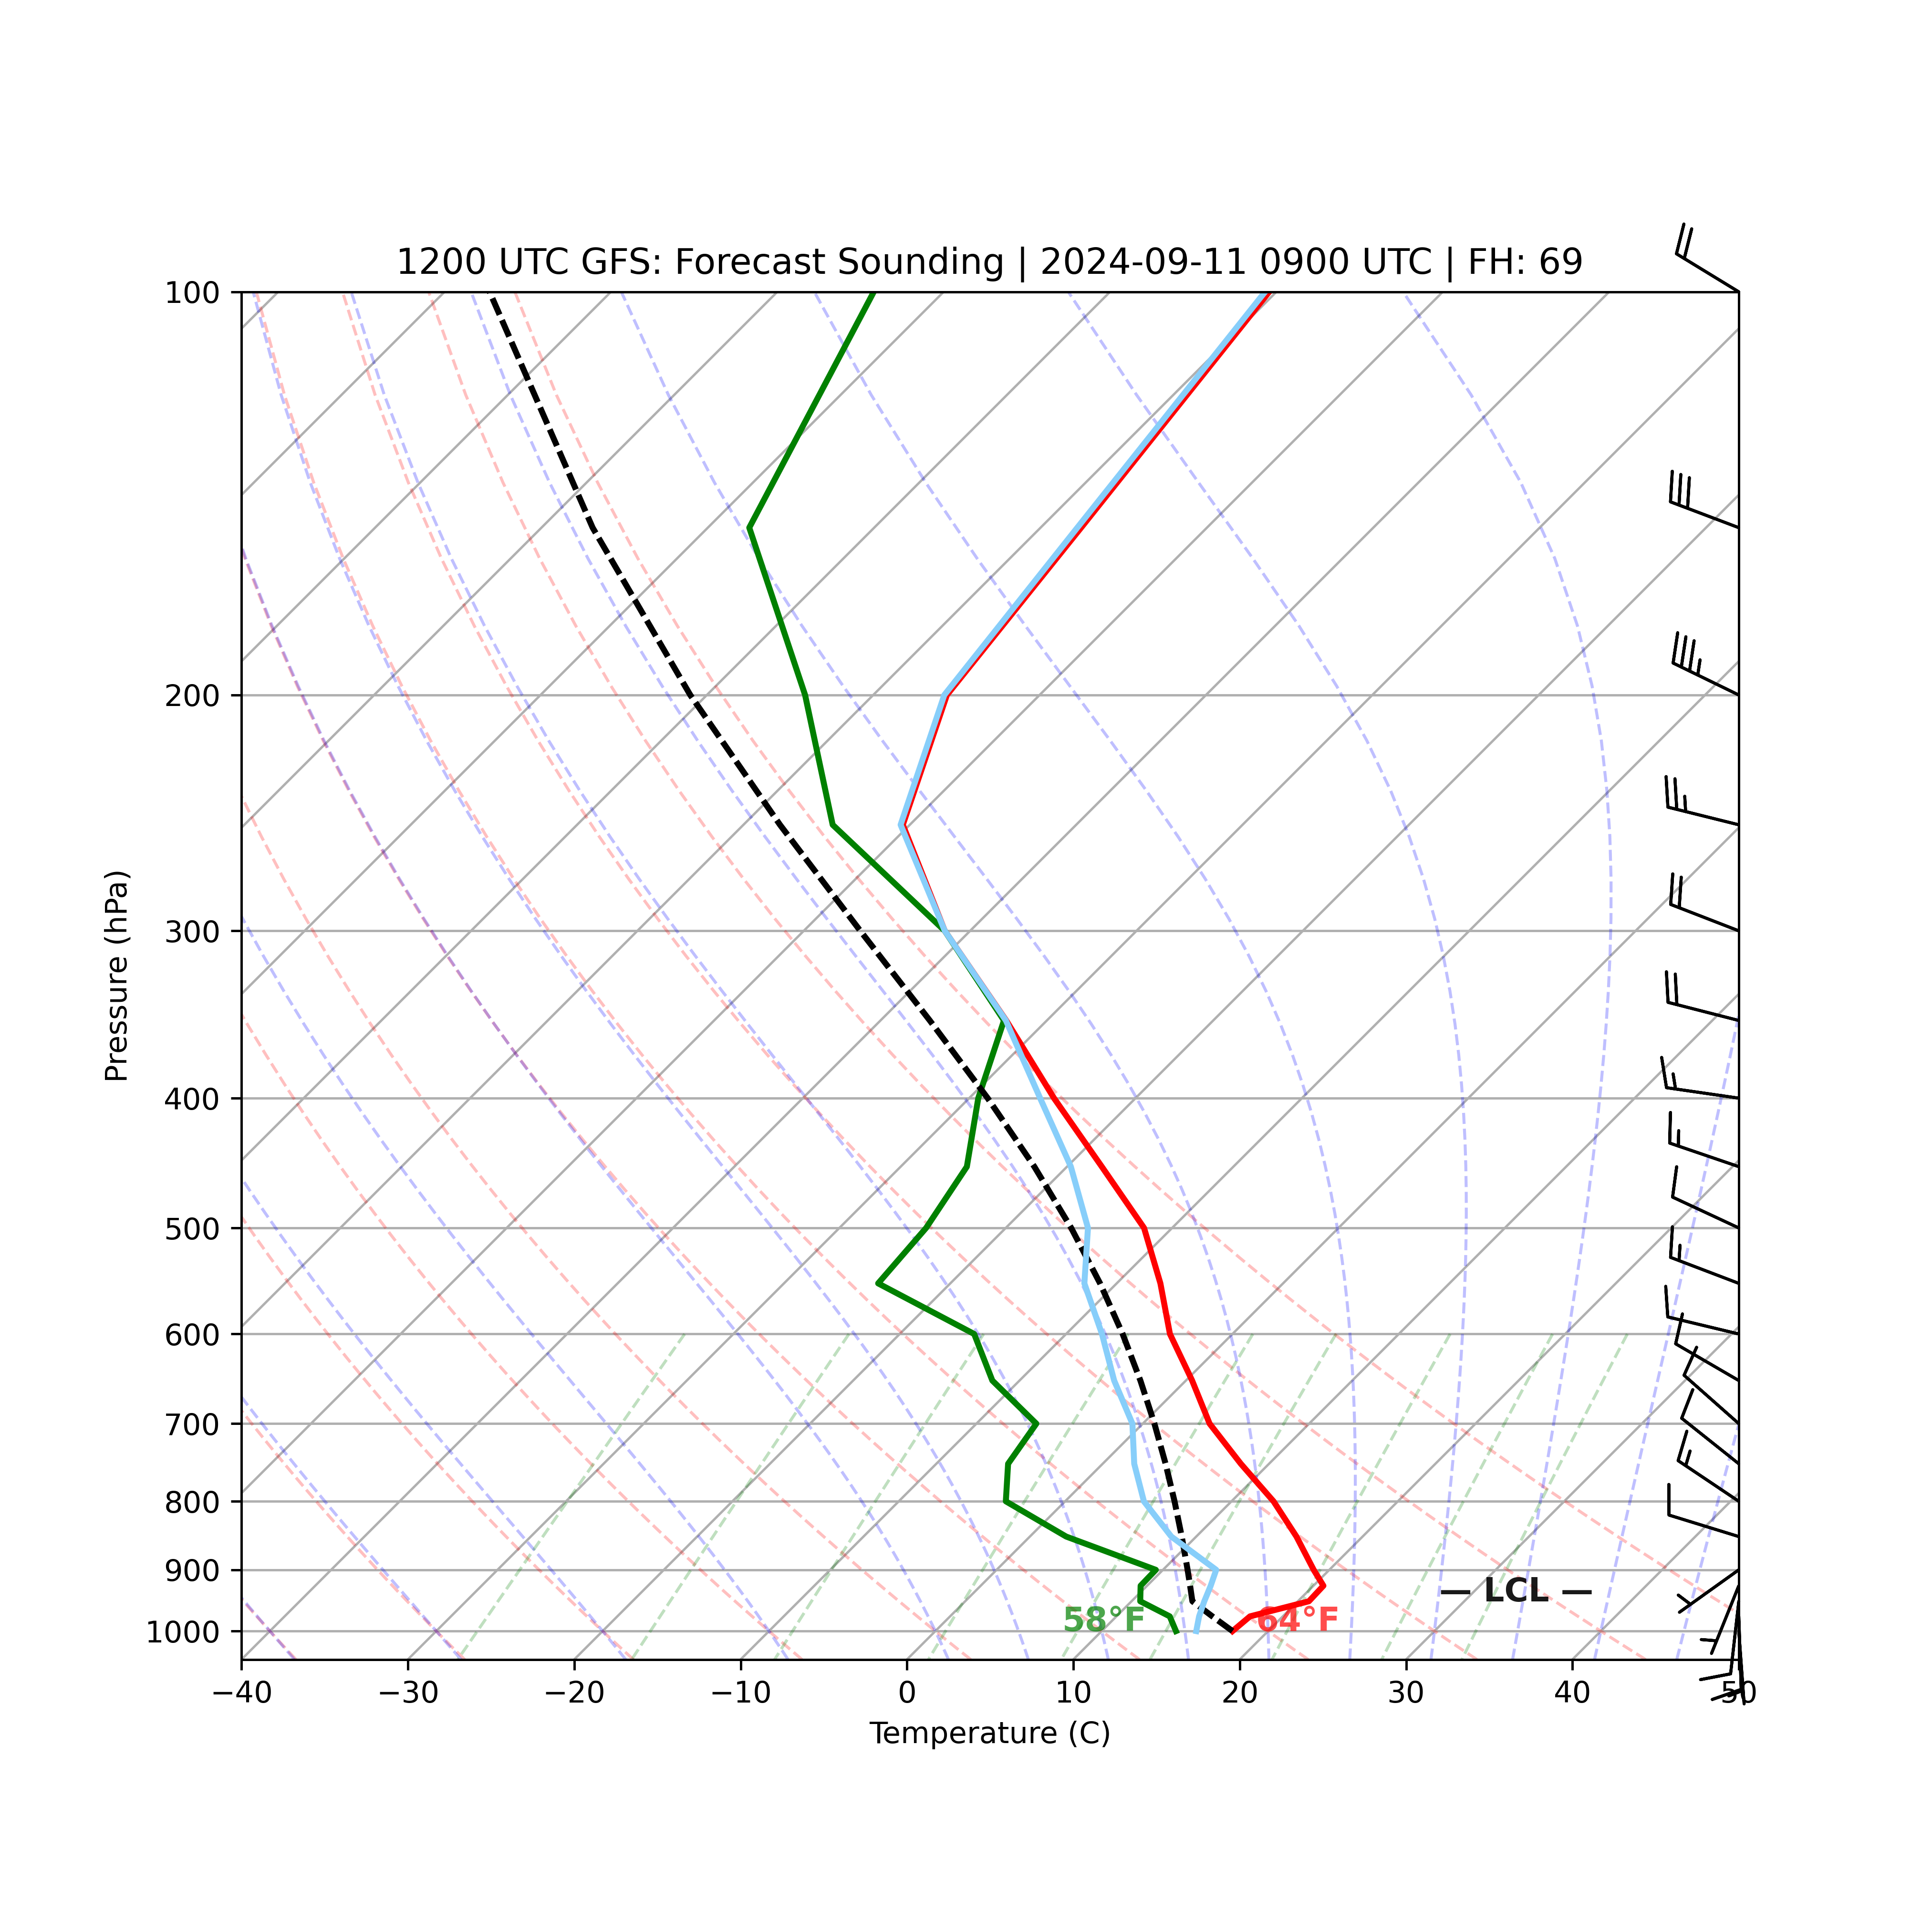 1200 UTC GFS: Forecast Sounding | 2024-09-11 0900 UTC | FH: 69
100
200
300
400
500
600
700
800
900
1000
Pressure (hPa)
— LCL —
58°F
64°F
−40 −30 −20 −10 0 10 20 30 40 50
Temperature (C)